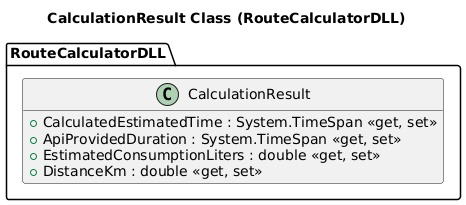 CalculationResult Class (RouteCalculatorDLL)
RouteCalculatorDLL
C CalculationResult
CalculatedEstimatedTime : System.TimeSpan «get, set»
ApiProvidedDuration : System.TimeSpan «get, set»
EstimatedConsumptionLiters : double «get, set»
DistanceKm : double «get, set»